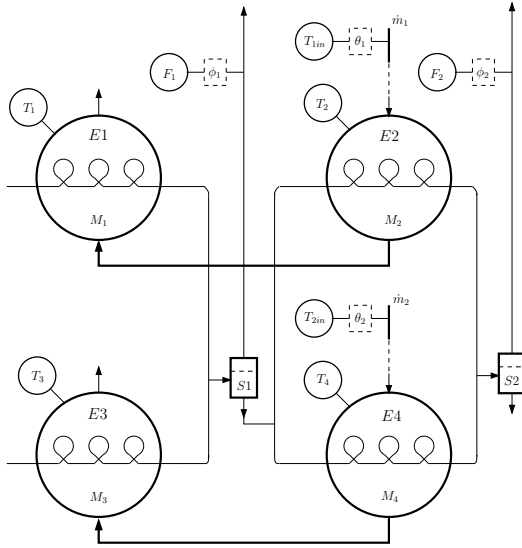 T1in θ1 ṁ1
F1 ϕ1 F2 ϕ2
T1 T2
E1 E2
M1 M2
T2in θ2 ṁ2
T3 S1 T4 S2
E3 E4
M3 M4